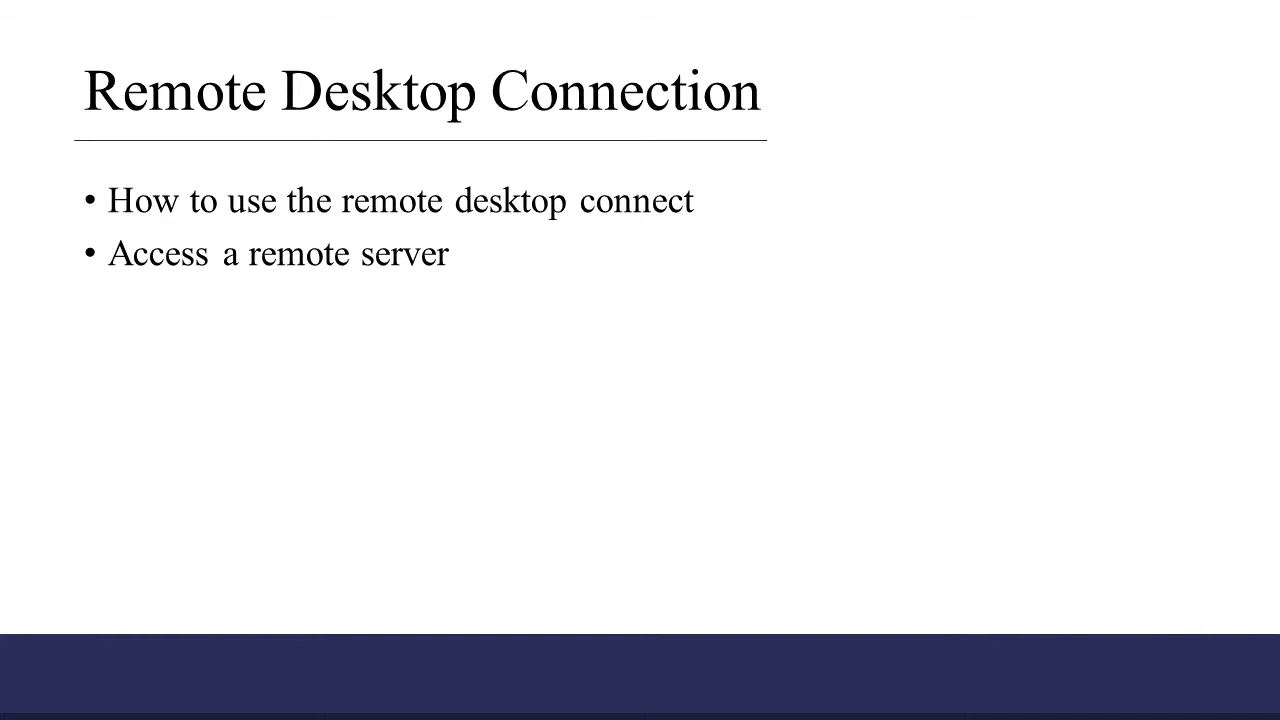 Remote Desktop Connection
• How to use the remote desktop connect
• Access a remote server